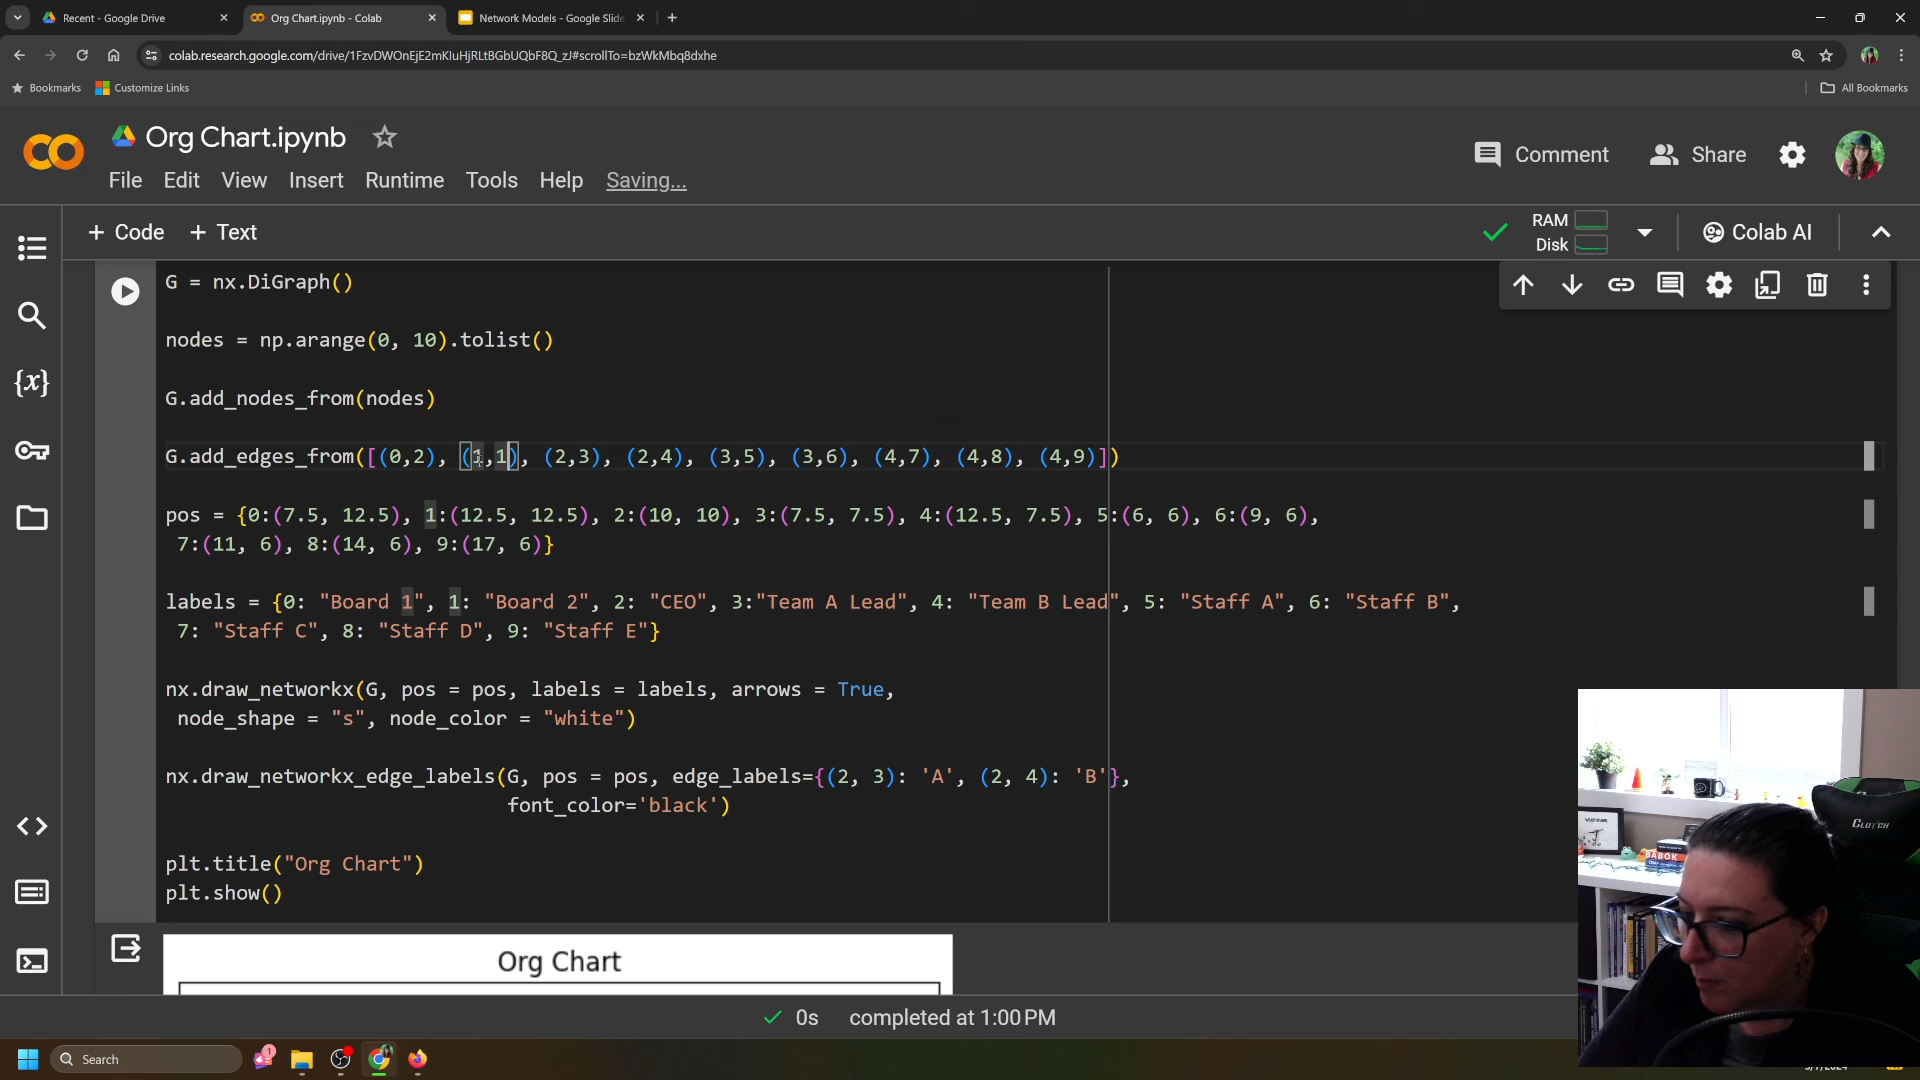 Recent - Google Drive
Org Chart.ipynb - Colab
Network Models - Google Slide
colab.research.google.com/drive/1FzvDWOnEjE2mKIuHjRLtBGbUQbF8Q_zJ#scrollTo=bzWkMbq8dxhe
Bookmarks
Customize Links
All Bookmarks
Org Chart.ipynb
Comment
Share
File Edit View Insert Runtime Tools Help Saving...
+ Code + Text
RAM
Disk
Colab AI
G = nx.DiGraph()
nodes = np.arange(0, 10).tolist()
G.add_nodes_from(nodes)
G.add_edges_from([(0,2), (1,1), (2,3), (2,4), (3,5), (3,6), (4,7), (4,8), (4,9)])
pos = {0:(7.5, 12.5), 1:(12.5, 12.5), 2:(10, 10), 3:(7.5, 7.5), 4:(12.5, 7.5), 5:(6, 6), 6:(9, 6),
7:(11, 6), 8:(14, 6), 9:(17, 6)}
labels = {0: "Board 1", 1: "Board 2", 2: "CEO", 3:"Team A Lead", 4: "Team B Lead", 5: "Staff A", 6: "Staff B",
7: "Staff C", 8: "Staff D", 9: "Staff E"}
nx.draw_networkx(G, pos = pos, labels = labels, arrows = True,
node_shape = "s", node_color = "white")
nx.draw_networkx_edge_labels(G, pos = pos, edge_labels={(2, 3): 'A', (2, 4): 'B'},
font_color='black')
plt.title("Org Chart")
plt.show()
Org Chart
0s completed at 1:00 PM
CLUTCH
BABOK
Search
1